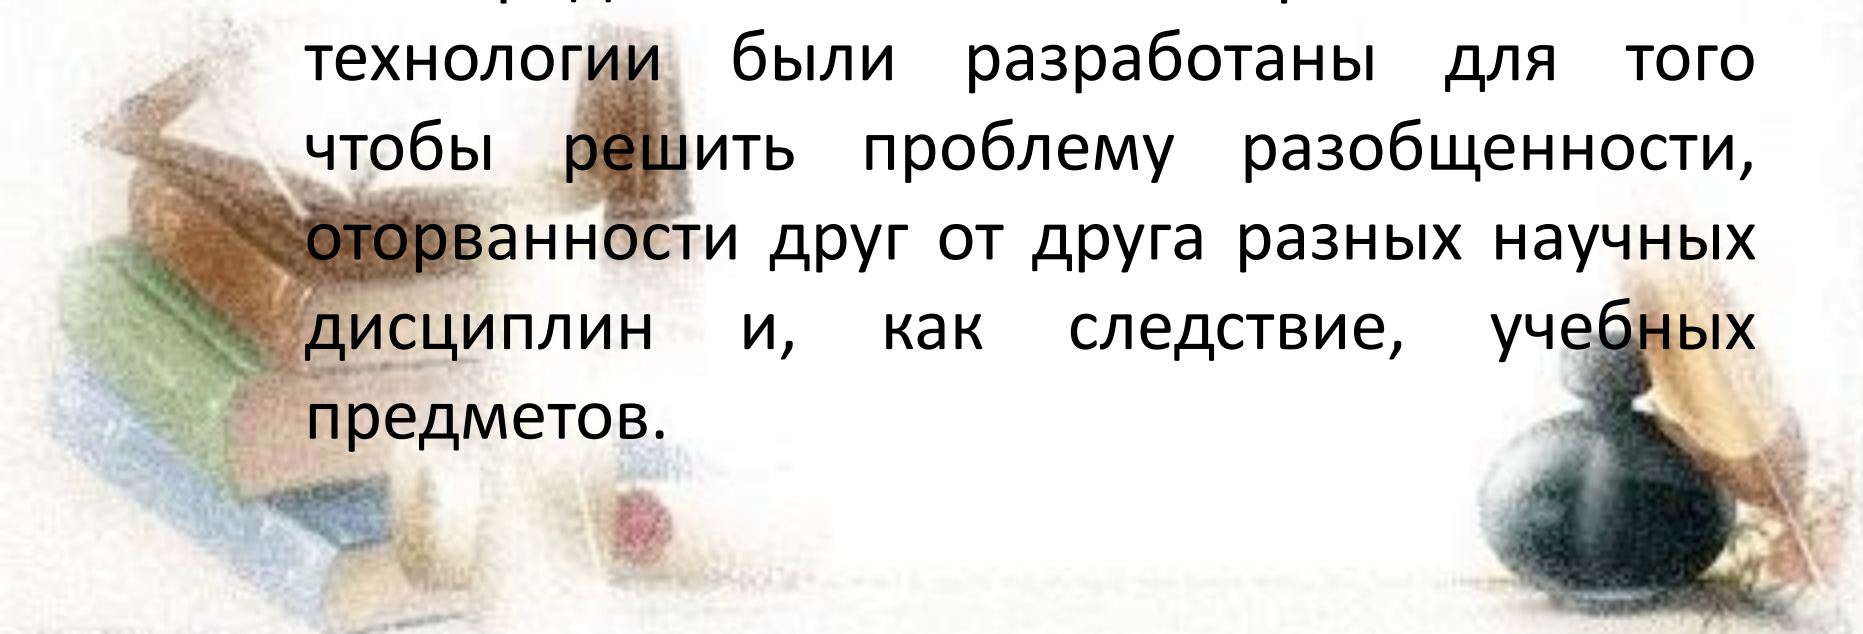 технологии были разработаны для того
чтобы решить проблему разобщенности,
оторванности друг от друга разных научных
дисциплин и, как следствие, учебных
предметов.